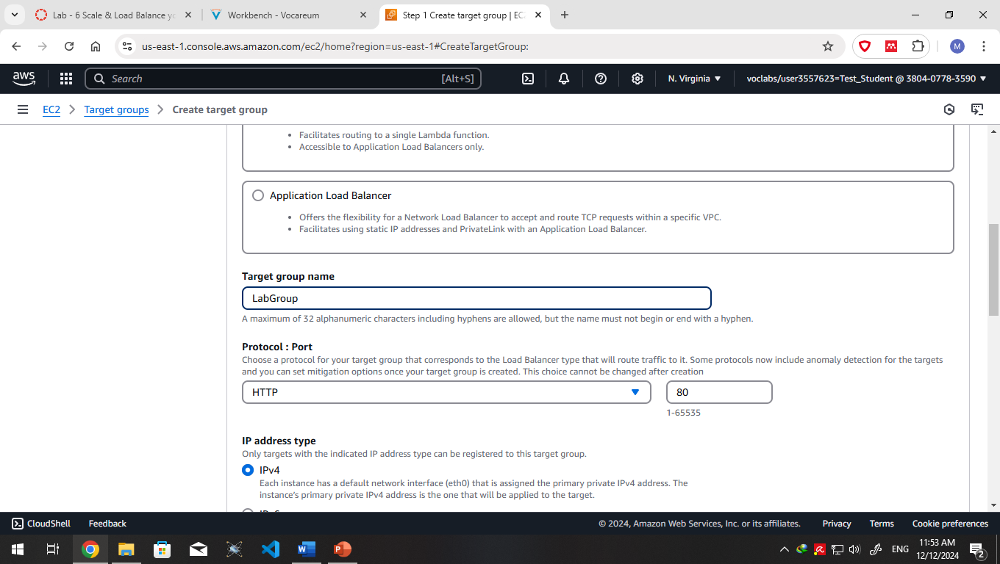 Lab - 6 Scale & Load Balance yo
Workbench - Vocareum
Step 1 Create target group | EC2
us-east-1.console.aws.amazon.com/ec2/home?region=us-east-1#CreateTargetGroup:
M
aws
Search
[Alt+S]
N. Virginia
voclabs/user3557623=Test_Student @ 3804-0778-3590
EC2 > Target groups > Create target group
• Facilitates routing to a single Lambda function.
• Accessible to Application Load Balancers only.
Application Load Balancer
• Offers the flexibility for a Network Load Balancer to accept and route TCP requests within a specific VPC.
• Facilitates using static IP addresses and PrivateLink with an Application Load Balancer.
Target group name
LabGroup
A maximum of 32 alphanumeric characters including hyphens are allowed, but the name must not begin or end with a hyphen.
Protocol : Port
Choose a protocol for your target group that corresponds to the Load Balancer type that will route traffic to it. Some protocols now include anomaly detection for the targets
and you can set mitigation options once your target group is created. This choice cannot be changed after creation
HTTP
80
1-65535
IP address type
Only targets with the indicated IP address type can be registered to this target group.
IPv4
Each instance has a default network interface (eth0) that is assigned the primary private IPv4 address. The
instance's primary private IPv4 address is the one that will be applied to the target.
CloudShell
Feedback
© 2024, Amazon Web Services, Inc. or its affiliates.
Privacy
Terms
Cookie preferences
ENG
11:53 AM
12/12/2024
2